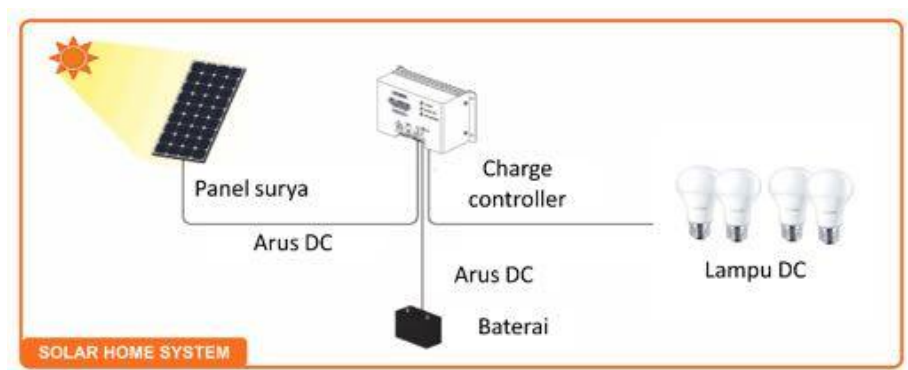 Panel surya
Arus DC
Charge
controller
Arus DC
Baterai
Lampu DC
SOLAR HOME SYSTEM